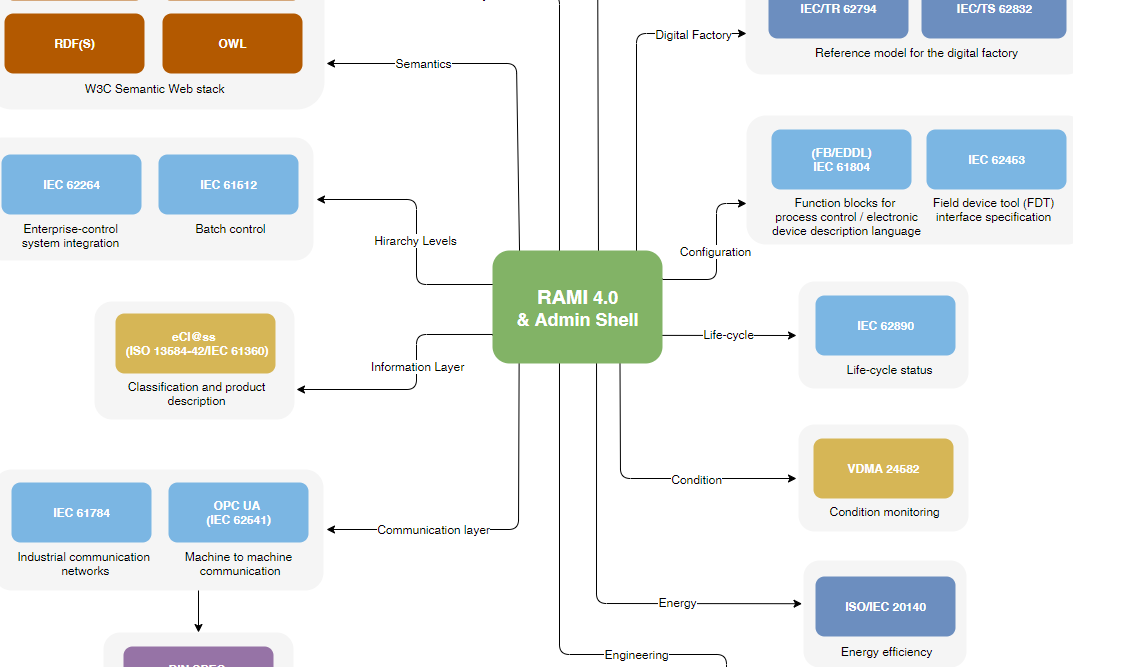 IEC/TR 62794
IEC/TS 62832
Reference model for the digital factory
Digital Factory
RDF(S)
OWL
W3C Semantic Web stack
Semantics
IEC 62264
IEC 61512
Enterprise-control
system integration
Batch control
Hirarchy Levels
(FB/EDDL)
IEC 61804
IEC 62453
Function blocks for
process control / electronic
device description language
Field device tool (FDT)
interface specification
Configuration
RAMI 4.0
& Admin Shell
eCl@ss
(ISO 13584-42/IEC 61360)
Classification and product
description
Information Layer
Life-cycle
IEC 62890
Life-cycle status
Condition
VDMA 24582
Condition monitoring
IEC 61784
OPC UA
(IEC 62541)
Industrial communication
networks
Machine to machine
communication
Communication layer
Energy
ISO/IEC 20140
Energy efficiency
Engineering